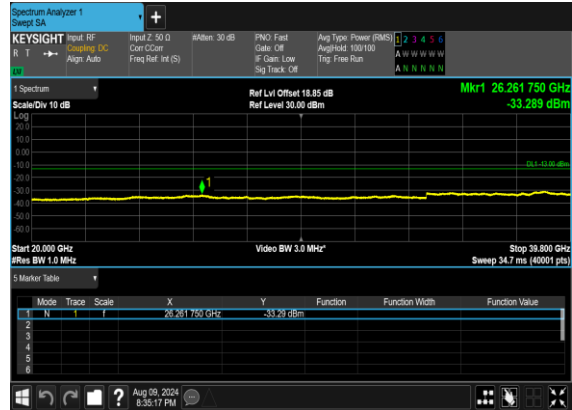 Spectrum Analyzer 1
Swept SA
+
KEYSIGHT Input: RF Input Z: 50 Ω #Atten: 30 dB PNO: Fast Avg Type: Power (RMS) 1 2 3 4 5 6
R T Coupling: DC Corr CCorr Gate: Off Avg|Hold: 100/100 A W W W W W
Align: Auto Freq Ref: Int (S) IF Gain: Low Trig: Free Run
Sig Track: Off A N N N N N
1 Spectrum Ref Lvl Offset 18.85 dB Mkr1 26.261 750 GHz
Scale/Div 10 dB Ref Level 30.00 dBm -33.289 dBm
Log
20.0
10.0
0.00
-10.0 DL1 -13.00 dBm
-20.0
1
-30.0
-40.0
-50.0
-60.0
Start 20.000 GHz Video BW 3.0 MHz* Stop 39.800 GHz
#Res BW 1.0 MHz Sweep 34.7 ms (40001 pts)
5 Marker Table
Mode Trace Scale X Y Function Function Width Function Value
1 N 1 f 26.261 750 GHz -33.29 dBm
2
3
4
5
6
? Aug 09, 2024
8:35:17 PM